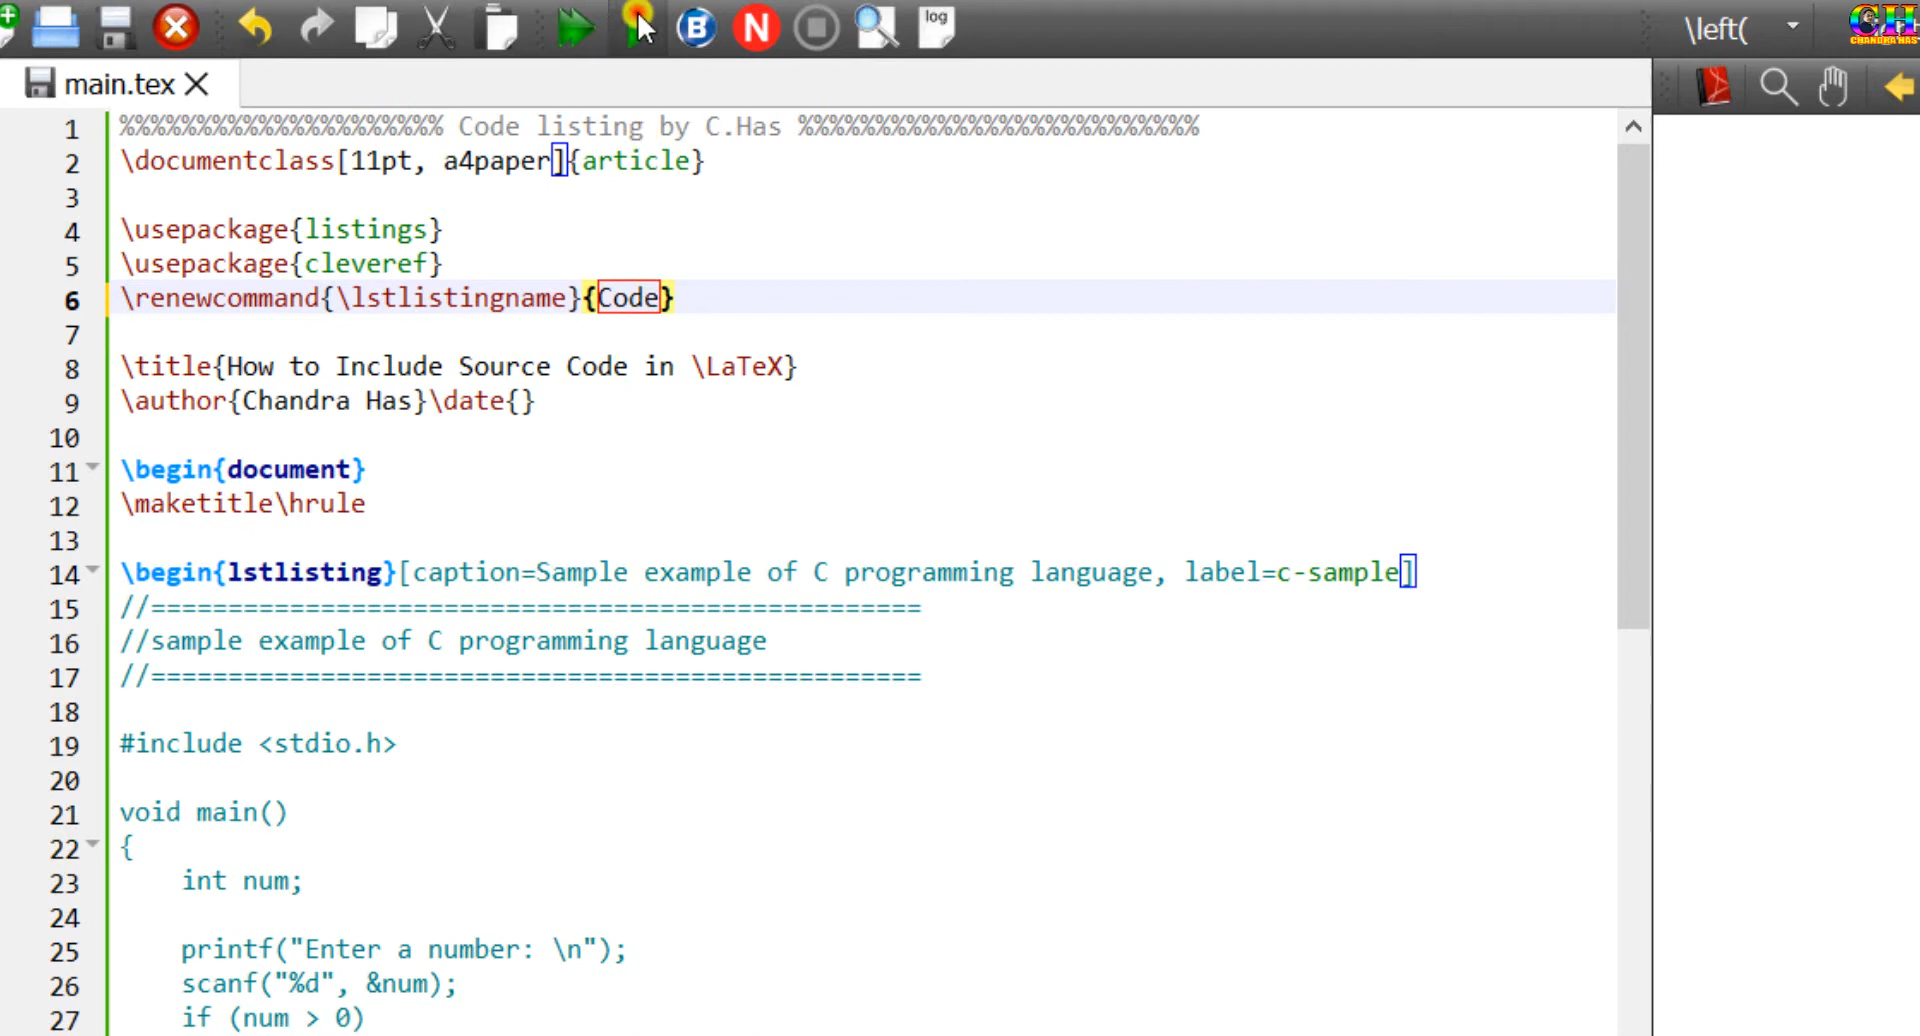 B N log \left( CH
CHANDRA HAS
main.tex
1 %%%%%%%%%%%%%%%%%%%%% Code listing by C.Has %%%%%%%%%%%%%%%%%%%%%%%%%%
2 \documentclass[11pt, a4paper]{article}
3
4 \usepackage{listings}
5 \usepackage{cleveref}
6 \renewcommand{\lstlistingname}{Code}
7
8 \title{How to Include Source Code in \LaTeX}
9 \author{Chandra Has}\date{}
10
11 \begin{document}
12 \maketitle\hrule
13
14 \begin{lstlisting}[caption=Sample example of C programming language, label=c-sample]
15 //==================================================
16 //sample example of C programming language
17 //==================================================
18
19 #include <stdio.h>
20
21 void main()
22 {
23     int num;
24
25     printf("Enter a number: \n");
26     scanf("%d", &num);
27     if (num > 0)